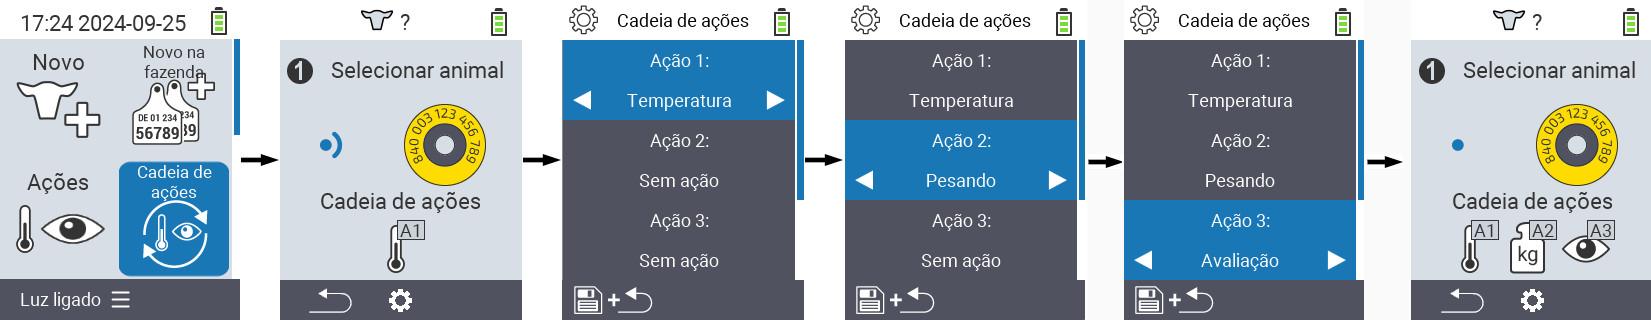 17:24 2024-09-25
Novo
Novo na
fazenda
DE 01 234
56789
234
39
Ações
Cadeia de
ações
Luz ligado
?
1 Selecionar animal
840 003 123 456 789
Cadeia de ações
A1
Cadeia de ações
Ação 1:
Temperatura
Ação 2:
Sem ação
Ação 3:
Sem ação
+
Cadeia de ações
Ação 1:
Temperatura
Ação 2:
Pesando
Ação 3:
Sem ação
+
Cadeia de ações
Ação 1:
Temperatura
Ação 2:
Pesando
Ação 3:
Avaliação
+
?
1 Selecionar animal
840 003 123 456 789
Cadeia de ações
A1 A2 A3
kg